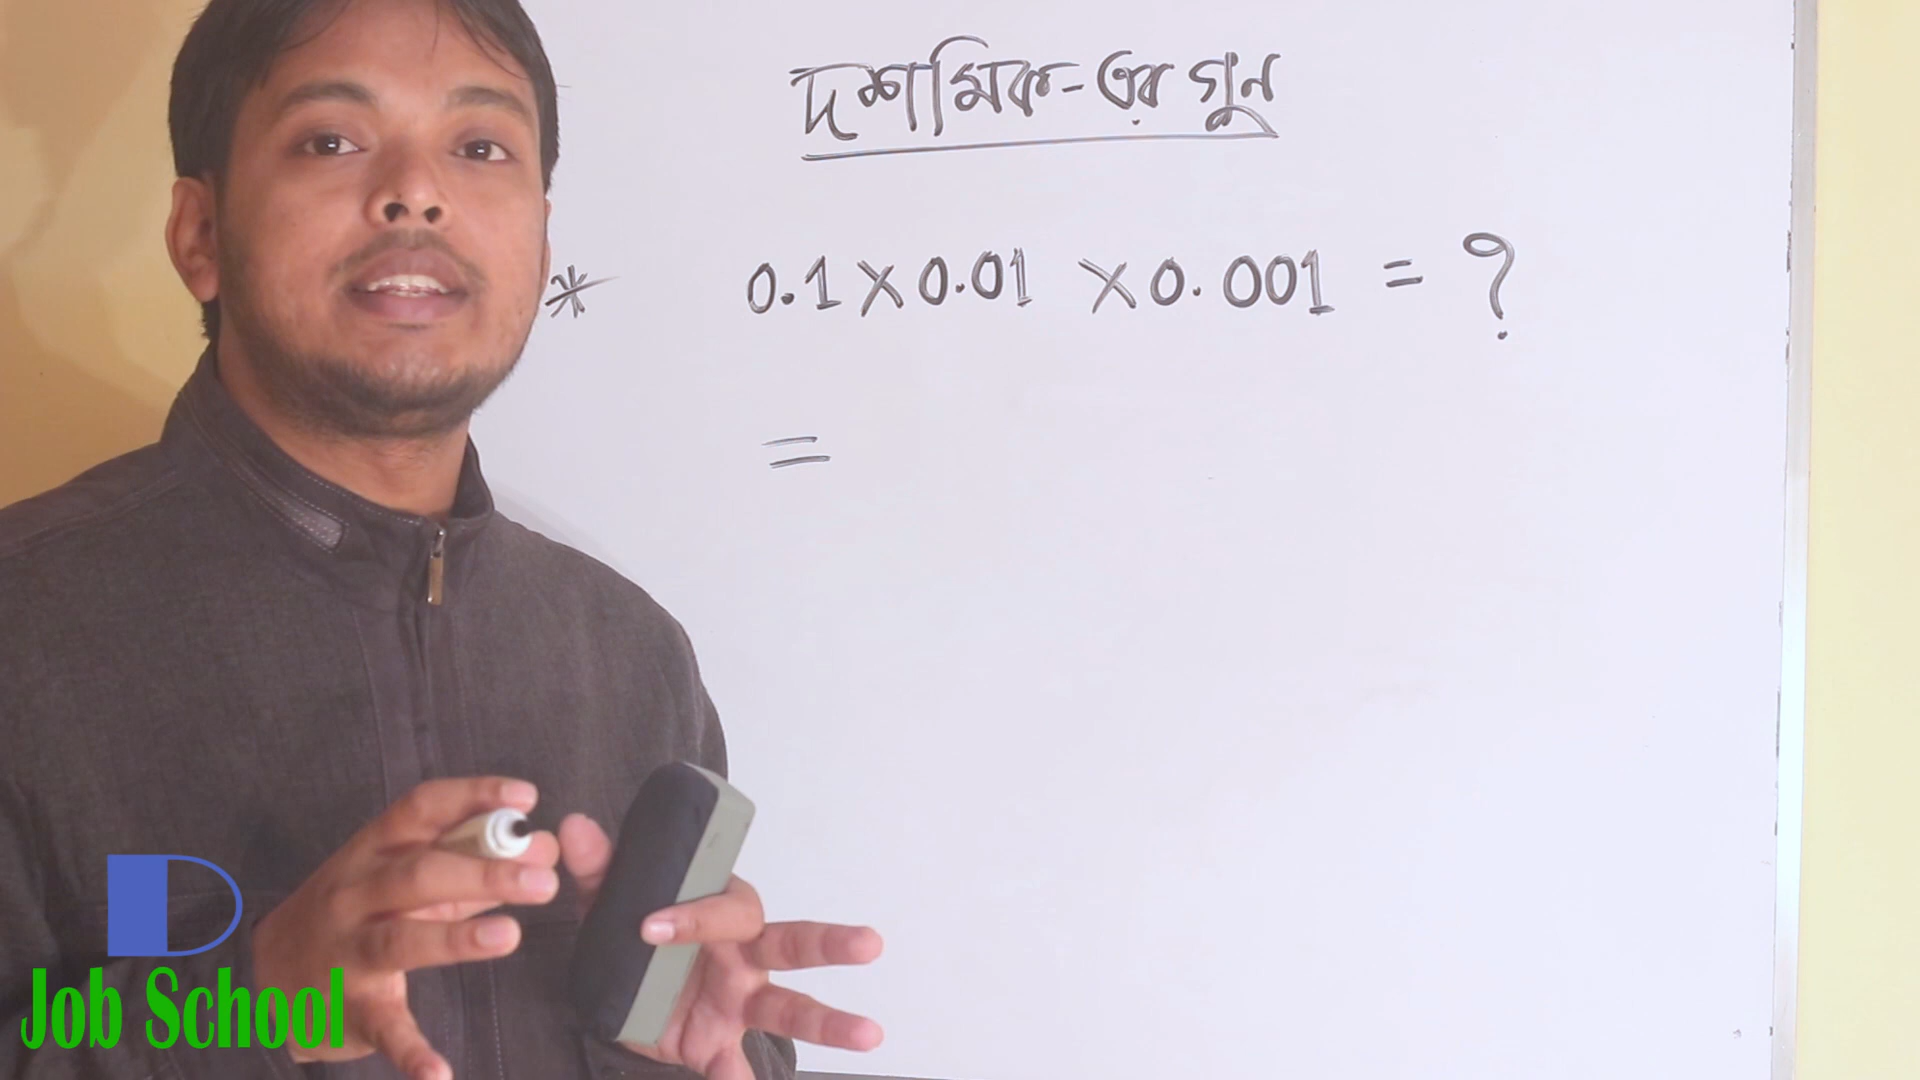 দশমিক-এর গুন
* 0.1 × 0.01 × 0.001 = ?
=
Job School